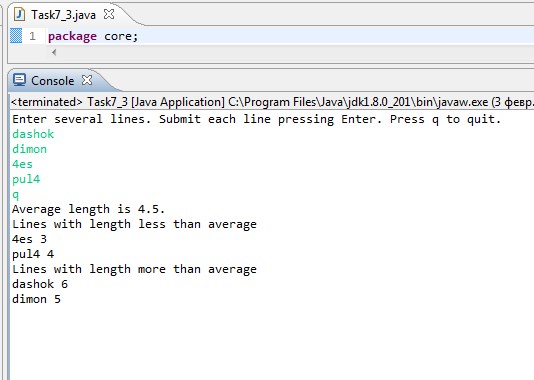 Task7_3.java
1 package core;
Console
<terminated> Task7_3 [Java Application] C:\Program Files\Java\jdk1.8.0_201\bin\javaw.exe (3 февр.
Enter several lines. Submit each line pressing Enter. Press q to quit.
dashok
dimon
4es
pul4
q
Average length is 4.5.
Lines with length less than average
4es 3
pul4 4
Lines with length more than average
dashok 6
dimon 5